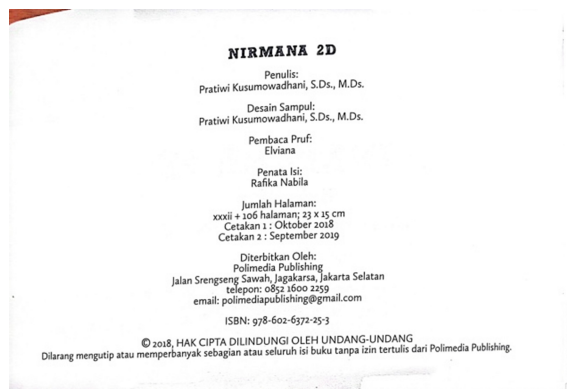 NIRMANA 2D
Penulis:
Pratiwi Kusumowadhani, S.Ds., M.Ds.
Desain Sampul:
Pratiwi Kusumowadhani, S.Ds., M.Ds.
Pembaca Pruf:
Elviana
Penata Isi:
Rafika Nabila
Jumlah Halaman:
xxxii + 106 halaman; 23 x 15 cm
Cetakan 1 : Oktober 2018
Cetakan 2 : September 2019
Diterbitkan Oleh:
Polimedia Publishing
Jalan Srengseng Sawah, Jagakarsa, Jakarta Selatan
telepon: 0852 1600 2259
email: polimediapublishing@gmail.com
ISBN: 978-602-6372-25-3
© 2018, HAK CIPTA DILINDUNGI OLEH UNDANG-UNDANG
Dilarang mengutip atau memperbanyak sebagian atau seluruh isi buku tanpa izin tertulis dari Polimedia Publishing.